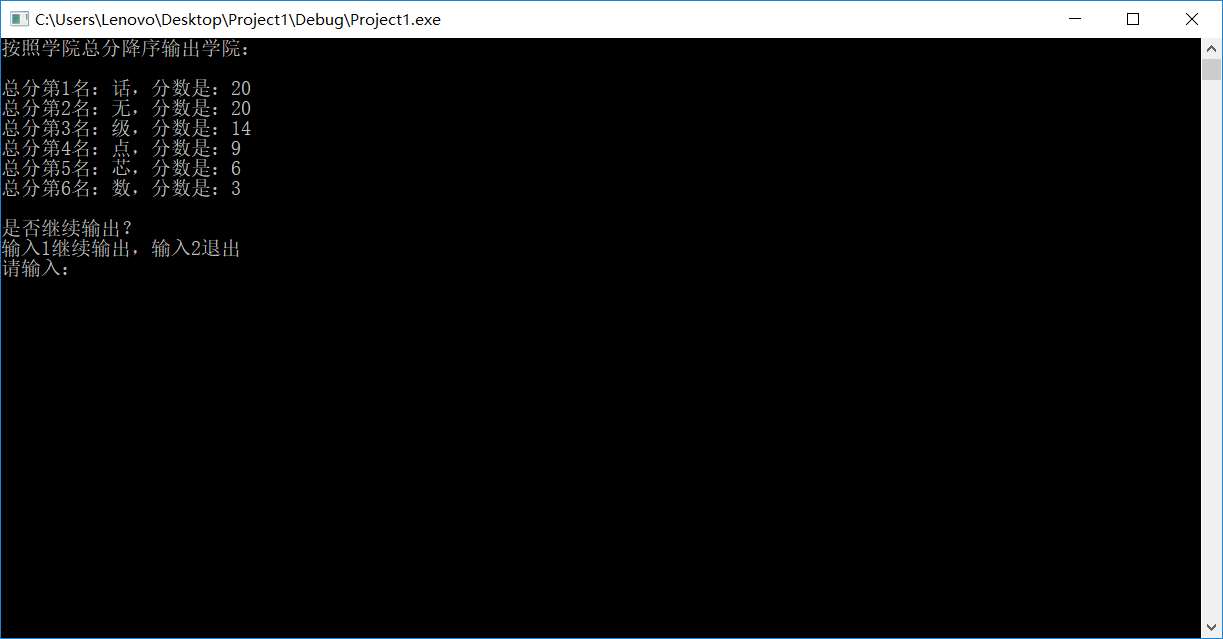 C:\Users\Lenovo\Desktop\Project1\Debug\Project1.exe
按照学院总分降序输出学院：
总分第1名：话，分数是：20
总分第2名：无，分数是：20
总分第3名：级，分数是：14
总分第4名：点，分数是：9
总分第5名：芯，分数是：6
总分第6名：数，分数是：3
是否继续输出？
输入1继续输出，输入2退出
请输入：